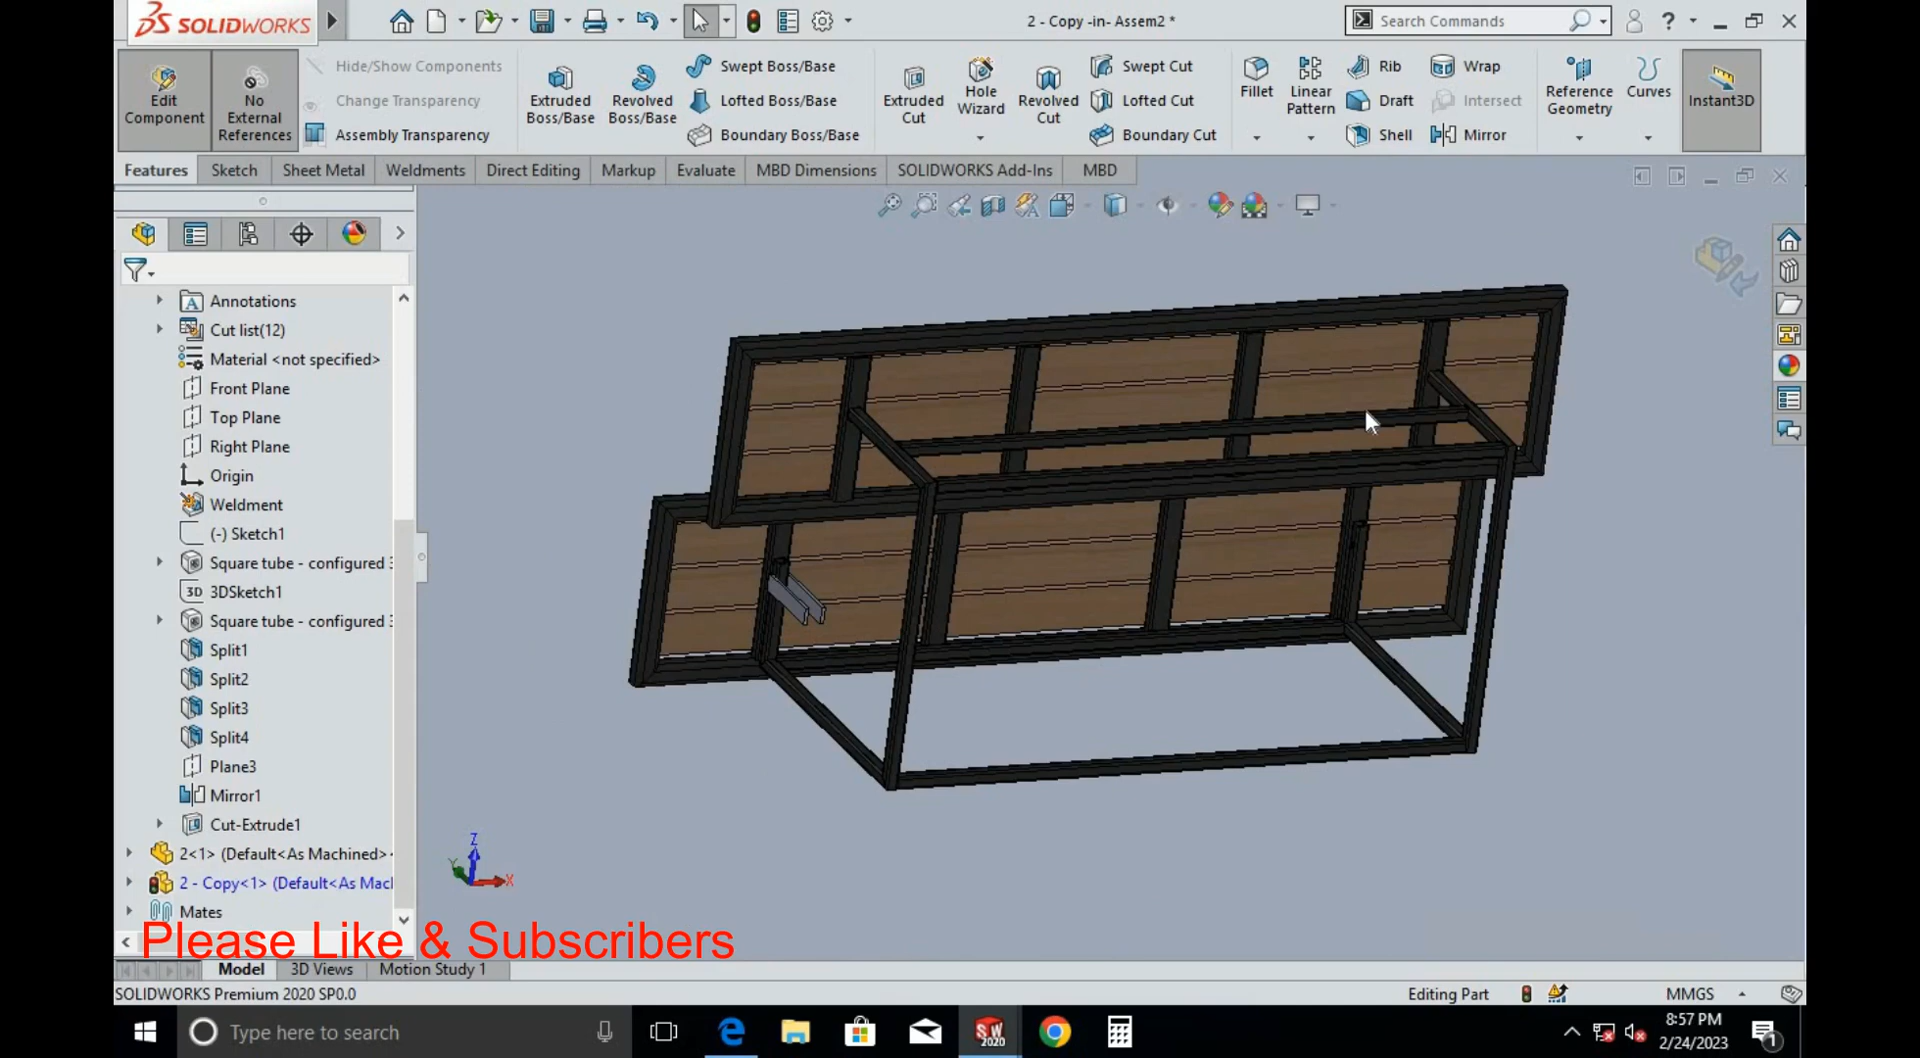 SOLIDWORKS
2 - Copy -in- Assem2 *
Search Commands
?
Edit Component
No External References
Hide/Show Components
Change Transparency
Assembly Transparency
Extruded Boss/Base
Revolved Boss/Base
Swept Boss/Base
Lofted Boss/Base
Boundary Boss/Base
Extruded Cut
Hole Wizard
Revolved Cut
Swept Cut
Lofted Cut
Boundary Cut
Fillet
Linear Pattern
Rib
Draft
Shell
Wrap
Intersect
Mirror
Reference Geometry
Curves
Instant3D
Features
Sketch
Sheet Metal
Weldments
Direct Editing
Markup
Evaluate
MBD Dimensions
SOLIDWORKS Add-Ins
MBD
Annotations
Cut list(12)
Material <not specified>
Front Plane
Top Plane
Right Plane
Origin
Weldment
(-) Sketch1
Square tube - configured
3D 3DSketch1
Square tube - configured
Split1
Split2
Split3
Split4
Plane3
Mirror1
Cut-Extrude1
2<1> (Default<As Machined>
2 - Copy<1> (Default<As Macl
Mates
Z
Y
X
Please Like & Subscribers
Model
3D Views
Motion Study 1
SOLIDWORKS Premium 2020 SP0.0
Editing Part
MMGS
Type here to search
SW 2020
8:57 PM
2/24/2023
1